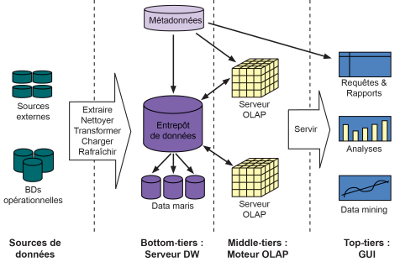 Métadonnées
Sources
externes
BDs
opérationnelles
Extraire
Nettoyer
Transformer
Charger
Rafraîchir
Entrepôt
de données
Data maris
Serveur
OLAP
Serveur
OLAP
Servir
Requêtes &
Rapports
Analyses
Data mining
Sources de
données
Bottom-tiers :
Serveur DW
Middle-tiers :
Moteur OLAP
Top-tiers :
GUI